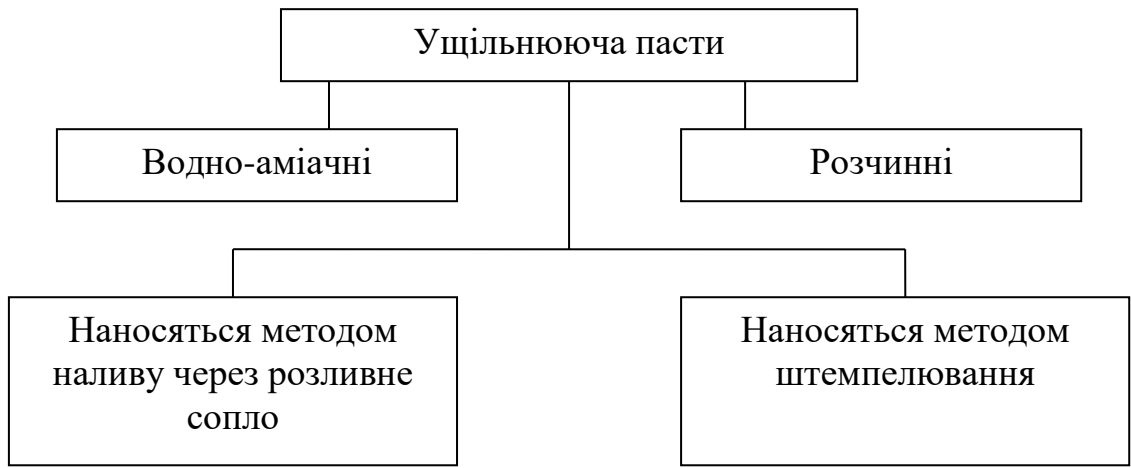 Ущільнююча пасти
Водно-аміачні
Розчинні
Наносяться методом
наливу через розливне
сопло
Наносяться методом
штемпелювання